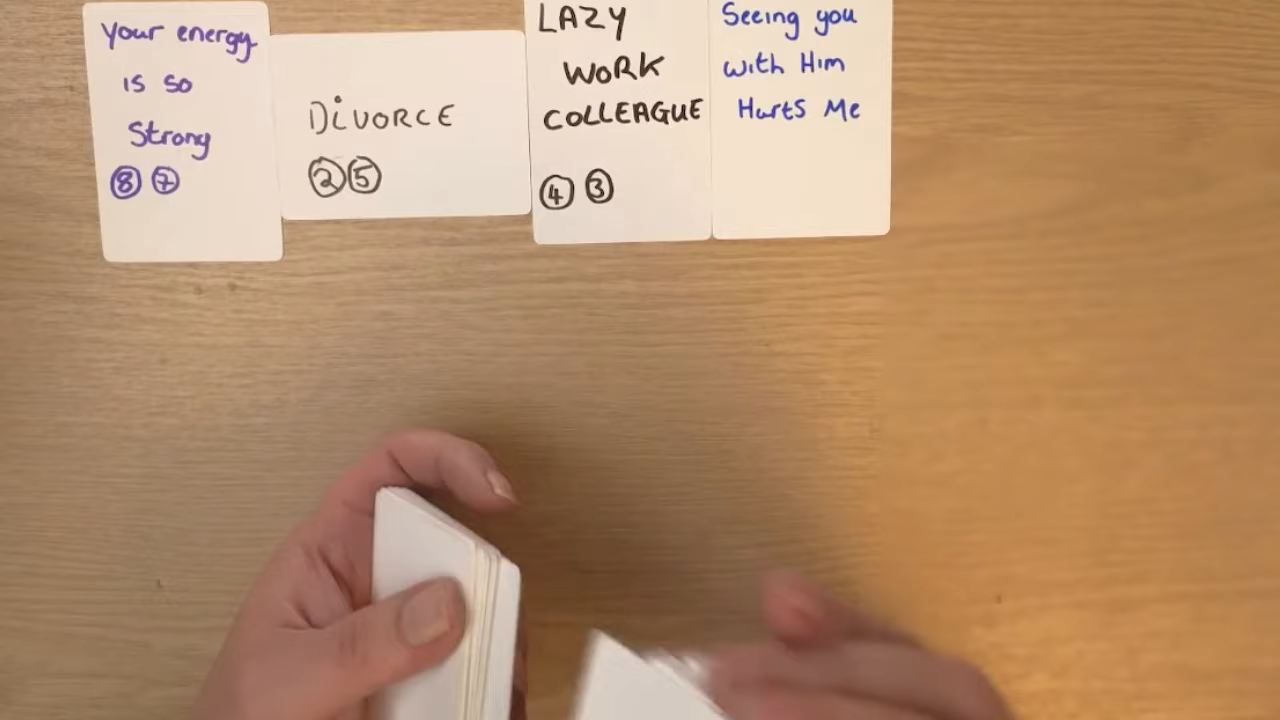 Your energy
is so
Strong
8 7
DiVORCE
2 5
LAZY
WORK
COLLEAGUE
4 3
Seeing you
with Him
Hurts Me